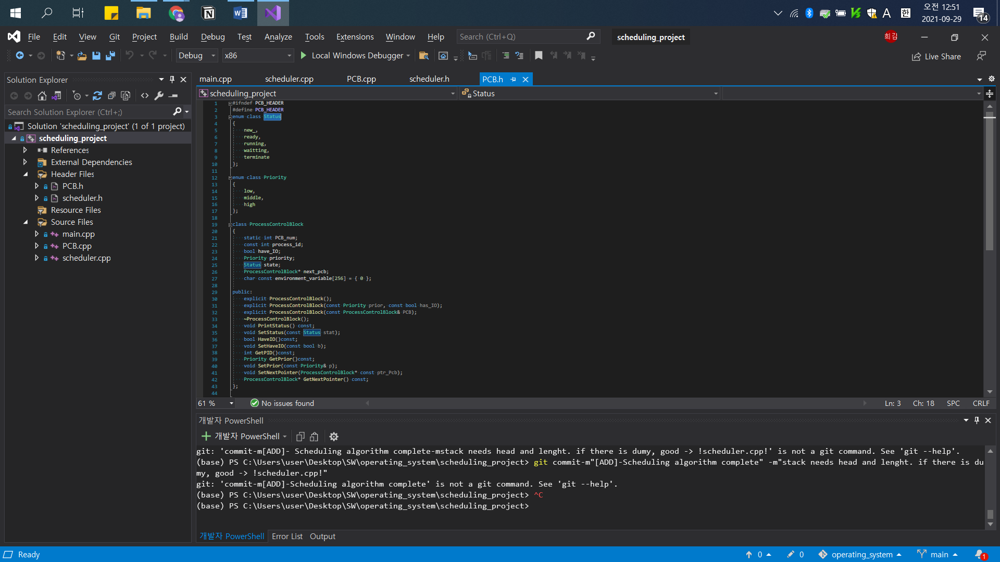 오전 12:51
2021-09-29
A 한 14
File Edit View Git Project Build Debug Test Analyze Tools Extensions Window Help Search (Ctrl+Q) scheduling_project 희김
Debug x86 Local Windows Debugger Live Share
Solution Explorer
Search Solution Explorer (Ctrl+;)
Solution 'scheduling_project' (1 of 1 project)
scheduling_project
References
External Dependencies
Header Files
PCB.h
scheduler.h
Resource Files
Source Files
main.cpp
PCB.cpp
scheduler.cpp
main.cpp scheduler.cpp PCB.cpp scheduler.h PCB.h
scheduling_project Status
1 #ifndef PCB_HEADER
2 #define PCB_HEADER
3 enum class Status
4 {
5 new_,
6 ready,
7 running,
8 waitting,
9 terminate
10 };
11
12 enum class Priority
13 {
14 low,
15 middle,
16 high
17 };
18
19 class ProcessControlBlock
20 {
21 static int PCB_num;
22 const int process_id;
23 bool have_IO;
24 Priority priority;
25 Status state;
26 ProcessControlBlock* next_pcb;
27 char const environment_variable[256] = { 0 };
28
29 public:
30 explicit ProcessControlBlock();
31 explicit ProcessControlBlock(const Priority prior, const bool has_IO);
32 explicit ProcessControlBlock(const ProcessControlBlock& PCB);
33 ~ProcessControlBlock();
34 void PrintStatus() const;
35 void SetStatus(const Status stat);
36 bool HaveIO()const;
37 void SetHaveIO(const bool b);
38 int GetPID()const;
39 Priority GetPrior()const;
40 void SetPrior(const Priority& p);
41 void SetNextPointer(ProcessControlBlock* const ptr_Pcb);
42 ProcessControlBlock* GetNextPointer() const;
43 };
44
61 % No issues found Ln: 3 Ch: 18 SPC CRLF
개발자 PowerShell
개발자 PowerShell
git: 'commit-m[ADD]- Scheduling algorithm complete-mstack needs head and lenght. if there is dumy, good -> !scheduler.cpp!' is not a git command. See 'git --help'.
(base) PS C:\Users\user\Desktop\SW\operating_system\scheduling_project> git commit-m"[ADD]-Scheduling algorithm complete" -m"stack needs head and lenght. if there is du
my, good -> !scheduler.cpp!"
git: 'commit-m[ADD]-Scheduling algorithm complete' is not a git command. See 'git --help'.
(base) PS C:\Users\user\Desktop\SW\operating_system\scheduling_project> ^C
(base) PS C:\Users\user\Desktop\SW\operating_system\scheduling_project>
개발자 PowerShell Error List Output
Ready 0 0 operating_system main 1